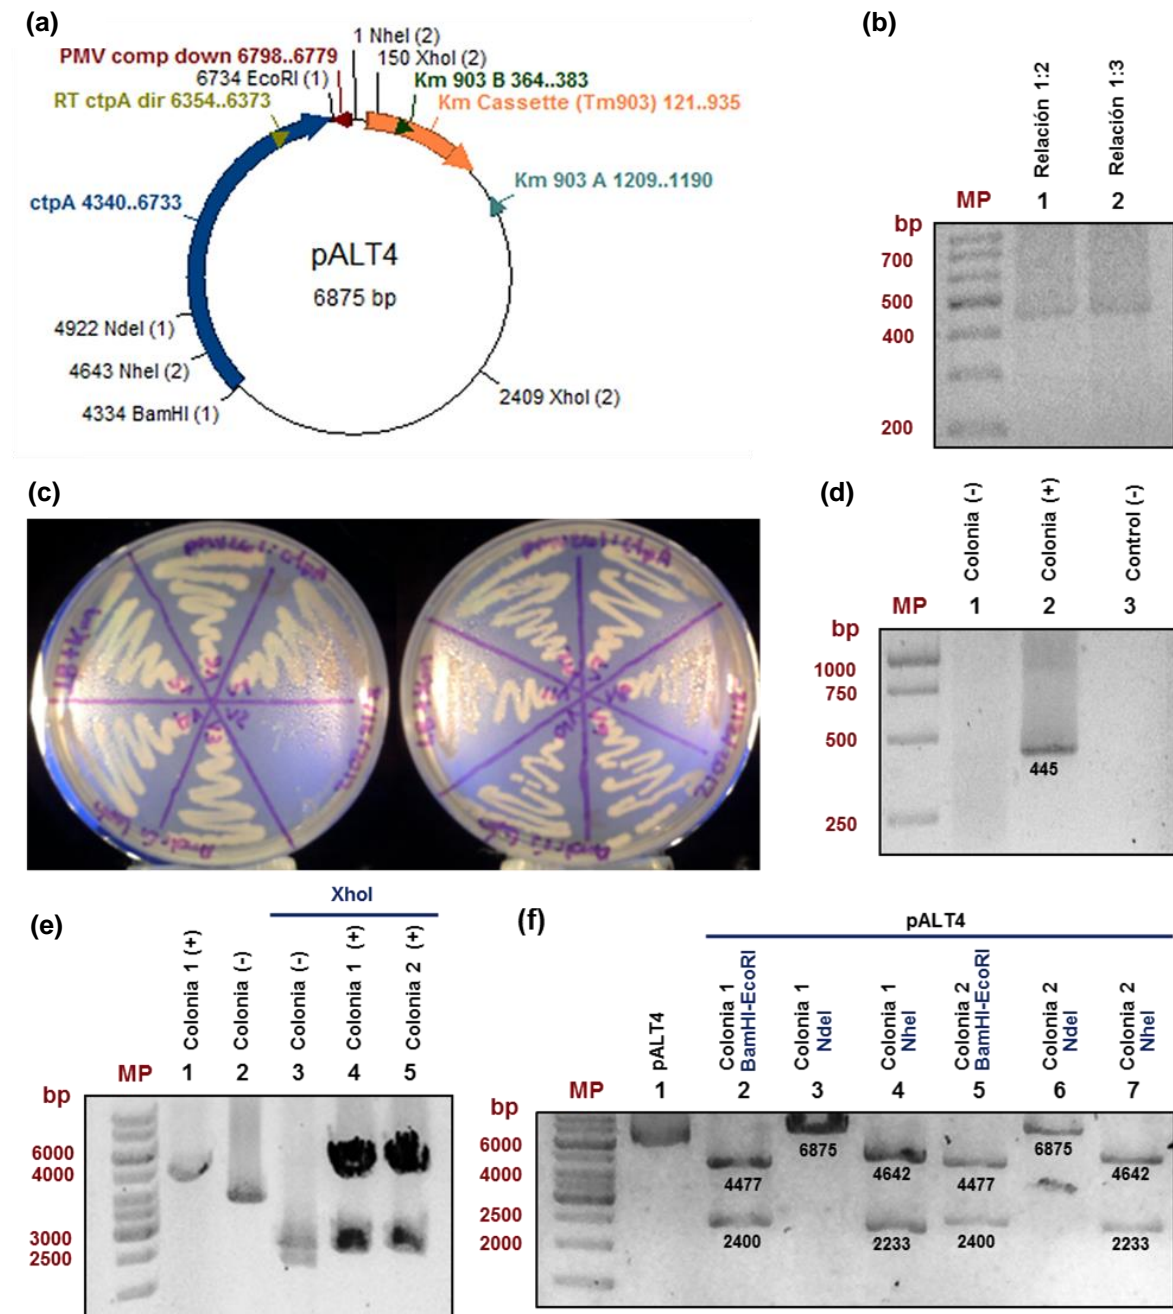 (a)
1 NheI (2)
PMV comp down 6798..6779
150 XhoI (2)
6734 EcoRI (1)
Km 903 B 364..383
RT ctpA dir 6354..6373
Km Cassette (Tm903) 121..935
Km 903 A 1209..1190
ctpA 4340..6733
pALT4
6875 bp
4922 NdeI (1)
4643 NheI (2)
2409 XhoI (2)
4334 BamHI (1)
(b)
Relación 1:2
Relación 1:3
MP 1 2
bp
700
500
400
200
(c)
LB+Km
(d)
Colonia (-)
Colonia (+)
Control (-)
MP 1 2 3
bp
1000
750
500
445
250
(e)
XhoI
Colonia 1 (+)
Colonia (-)
Colonia (-)
Colonia 1 (+)
Colonia 2 (+)
MP 1 2 3 4 5
bp
6000
4000
3000
2500
(f)
pALT4
pALT4
Colonia 1
BamHI-EcoRI
Colonia 1
NdeI
Colonia 1
NheI
Colonia 2
BamHI-EcoRI
Colonia 2
NdeI
Colonia 2
NheI
MP 1 2 3 4 5 6 7
bp
6000
4000
2500
2000
4477 6875 4642 4477 6875 4642
2400 2233 2400 2233